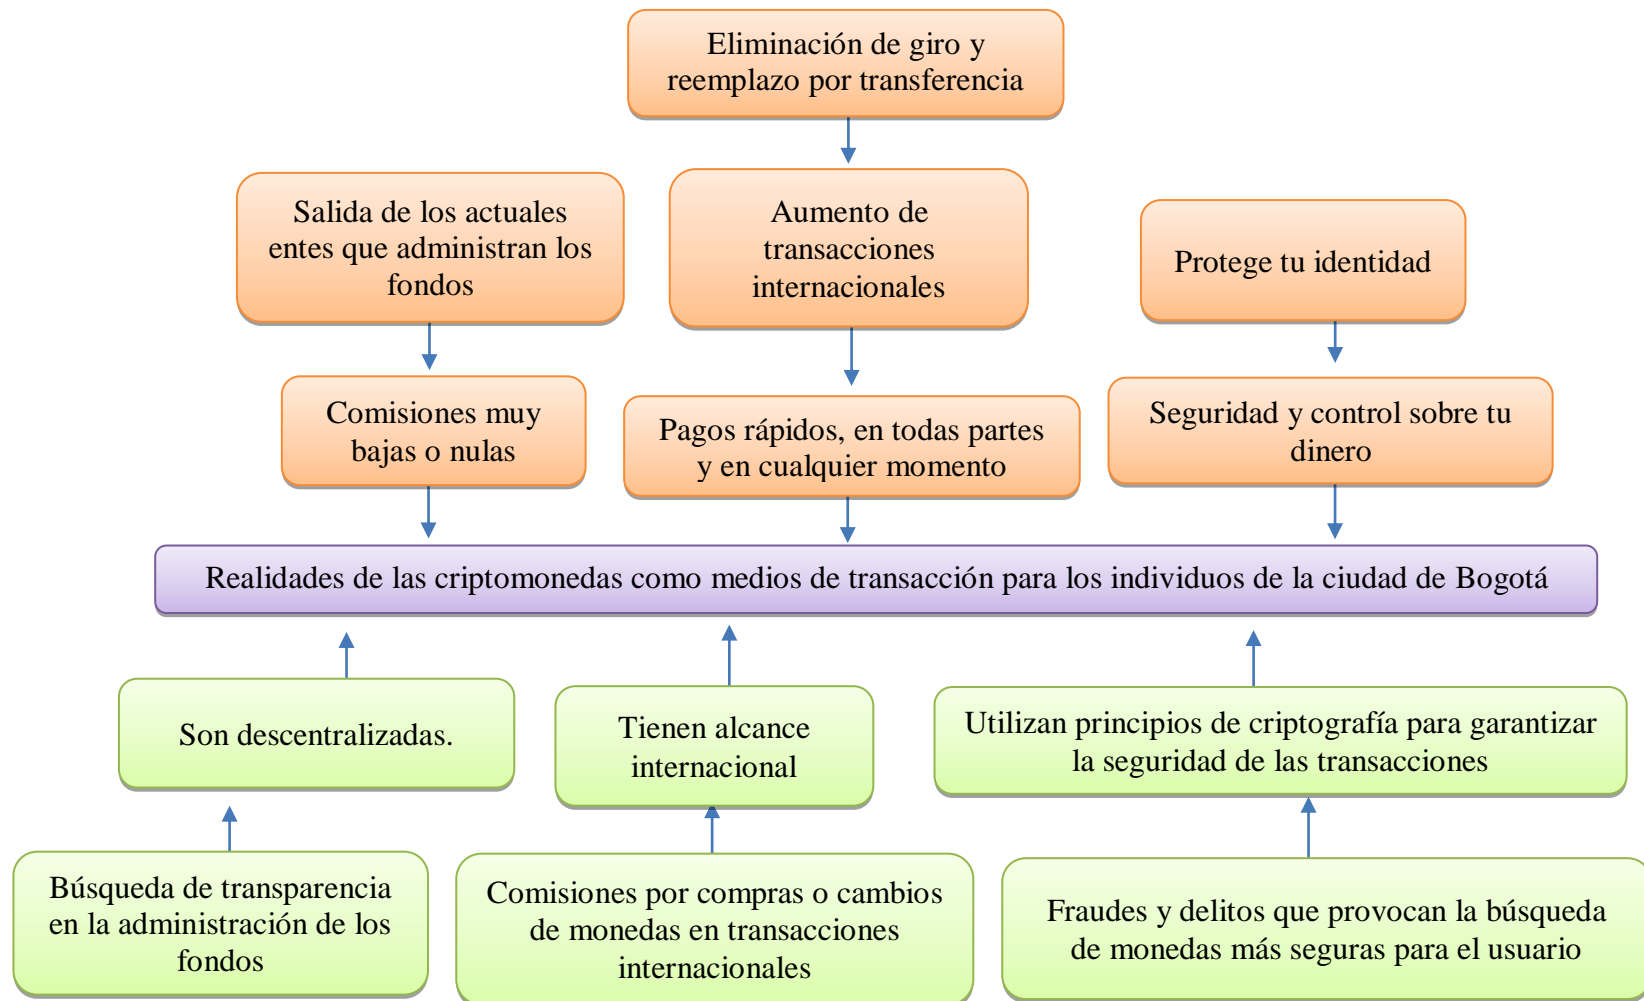 Eliminación de giro y
reemplazo por transferencia
Salida de los actuales
entes que administran los
fondos
Aumento de
transacciones
internacionales
Protege tu identidad
Comisiones muy
bajas o nulas
Pagos rápidos, en todas partes
y en cualquier momento
Seguridad y control sobre tu
dinero
Realidades de las criptomonedas como medios de transacción para los individuos de la ciudad de Bogotá
Son descentralizadas.
Tienen alcance
internacional
Utilizan principios de criptografía para garantizar
la seguridad de las transacciones
Búsqueda de transparencia
en la administración de los
fondos
Comisiones por compras o cambios
de monedas en transacciones
internacionales
Fraudes y delitos que provocan la búsqueda
de monedas más seguras para el usuario